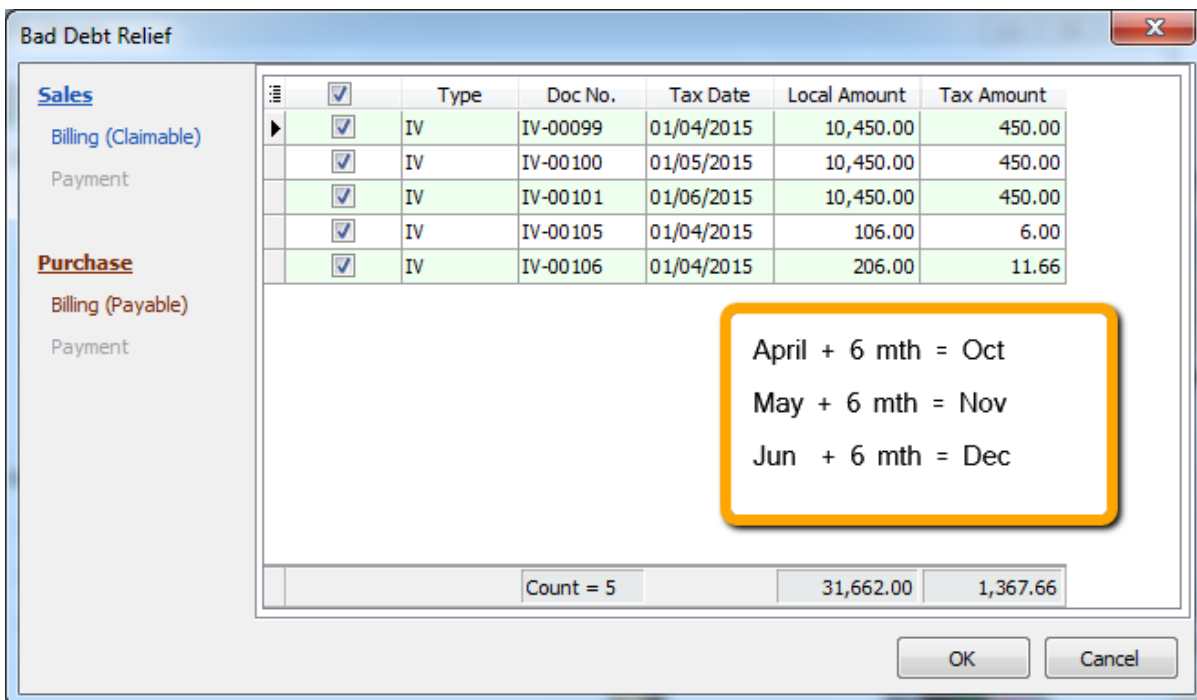 Bad Debt Relief
X
Sales
Billing (Claimable)
Payment
Purchase
Billing (Payable)
Payment
Type Doc No. Tax Date Local Amount Tax Amount
IV IV-00099 01/04/2015 10,450.00 450.00
IV IV-00100 01/05/2015 10,450.00 450.00
IV IV-00101 01/06/2015 10,450.00 450.00
IV IV-00105 01/04/2015 106.00 6.00
IV IV-00106 01/04/2015 206.00 11.66
April + 6 mth = Oct
May + 6 mth = Nov
Jun + 6 mth = Dec
Count = 5 31,662.00 1,367.66
OK Cancel